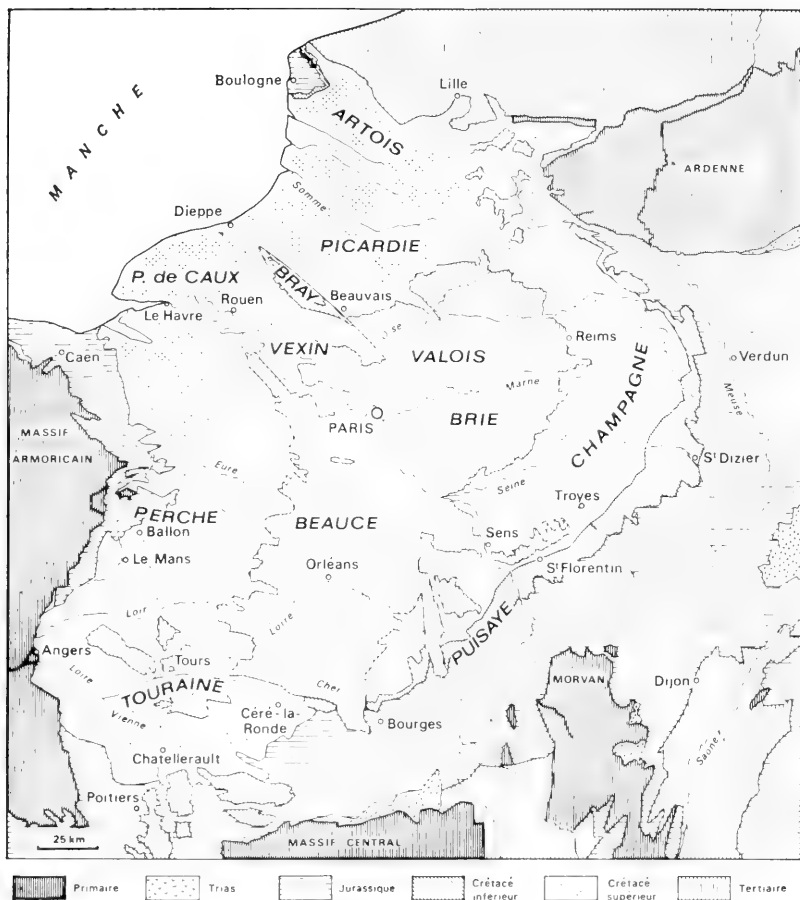 Boulogne
Lille
ARTOIS
MANCHE
ARDENNE
Somme
Dieppe
PICARDIE
P. de CAUX
BRAY
Rouen
Beauvais
Le Havre
Reims
VEXIN
VALOIS
Verdun
Caen
Marne
Meuse
CHAMPAGNE
PARIS
BRIE
MASSIF
ARMORICAIN
St Dizier
Eure
Seine
Troyes
PERCHE
BEAUCE
Ballon
Sens
Le Mans
Orléans
St Florentin
Loir
Loire
PUISAYE
Angers
Tours
MORVAN
Dijon
Loire
TOURAINE
Cher
Vienne
Céré-la-
Ronde
Bourges
Saône
Chatellerault
Poitiers
25 km
MASSIF CENTRAL
Primaire
Trias
Jurassique
Crétacé
inférieur
Crétacé
supérieur
Tertiaire